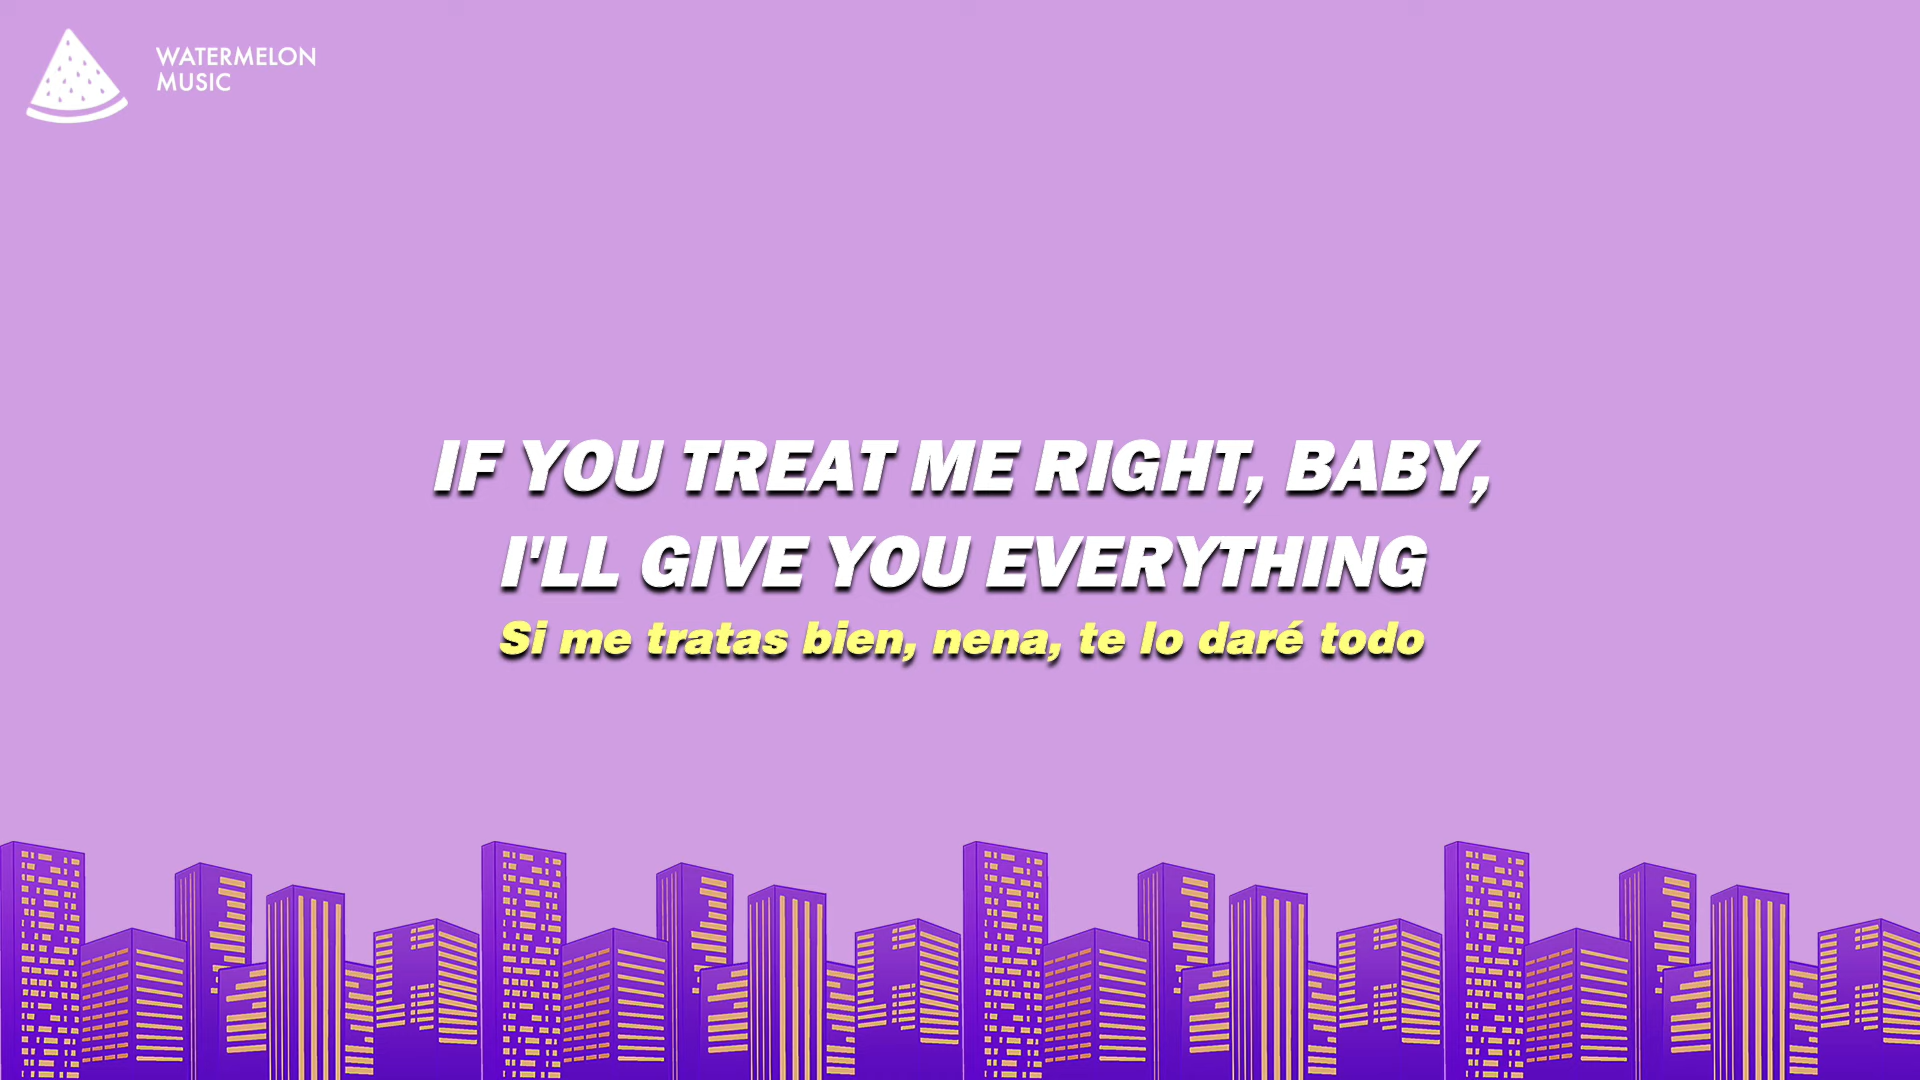 WATERMELON
MUSIC
IF YOU TREAT ME RIGHT, BABY,
I'LL GIVE YOU EVERYTHING
Si me tratas bien, nena, te lo daré todo